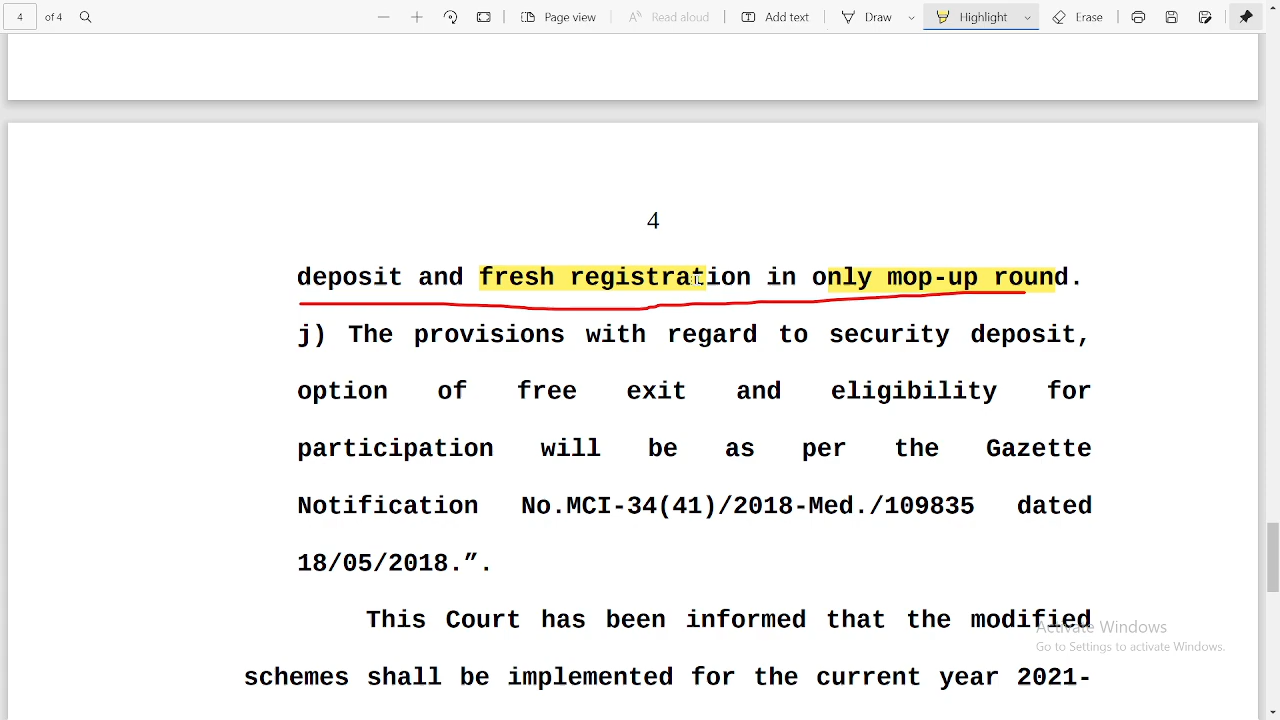 4 of 4 Page view Read aloud Add text Draw Highlight Erase
4
deposit and fresh registration in only mop-up round.
j) The provisions with regard to security deposit,
option of free exit and eligibility for
participation will be as per the Gazette
Notification No.MCI-34(41)/2018-Med./109835 dated
18/05/2018.”.
This Court has been informed that the modified
Activate Windows
Go to Settings to activate Windows.
schemes shall be implemented for the current year 2021-